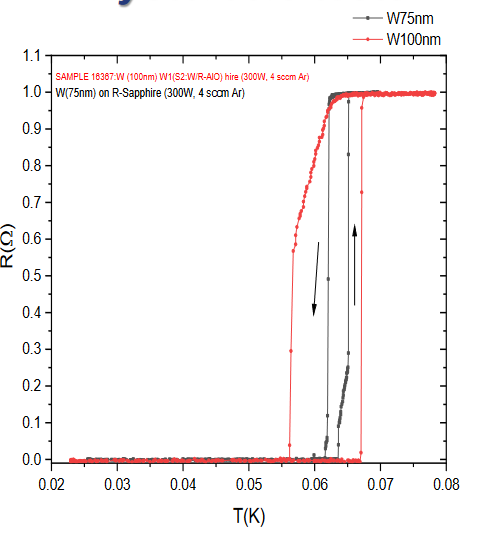 W75nm
W100nm
1.1
SAMPLE 16367:W (100nm) W1(S2:W/R-AlO) hire (300W, 4 sccm Ar)
W(75nm) on R-Sapphire (300W, 4 sccm Ar)
1.0
0.9
0.8
0.7
0.6
R(Ω)
0.5
0.4
0.3
0.2
0.1
0.0
0.02 0.03 0.04 0.05 0.06 0.07 0.08
T(K)